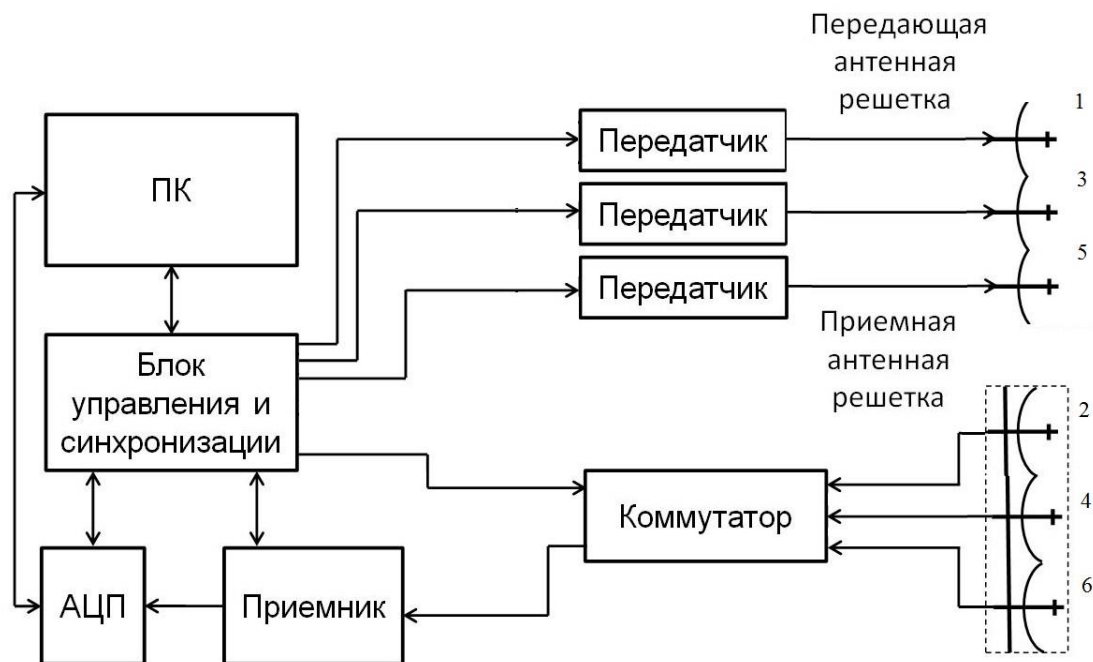 Передающая
антенная
решетка
1
Передатчик
ПК
3
Передатчик
5
Передатчик
Приемная
антенная
решетка
Блок
управления и
синхронизации
2
Коммутатор
4
АЦП
Приемник
6